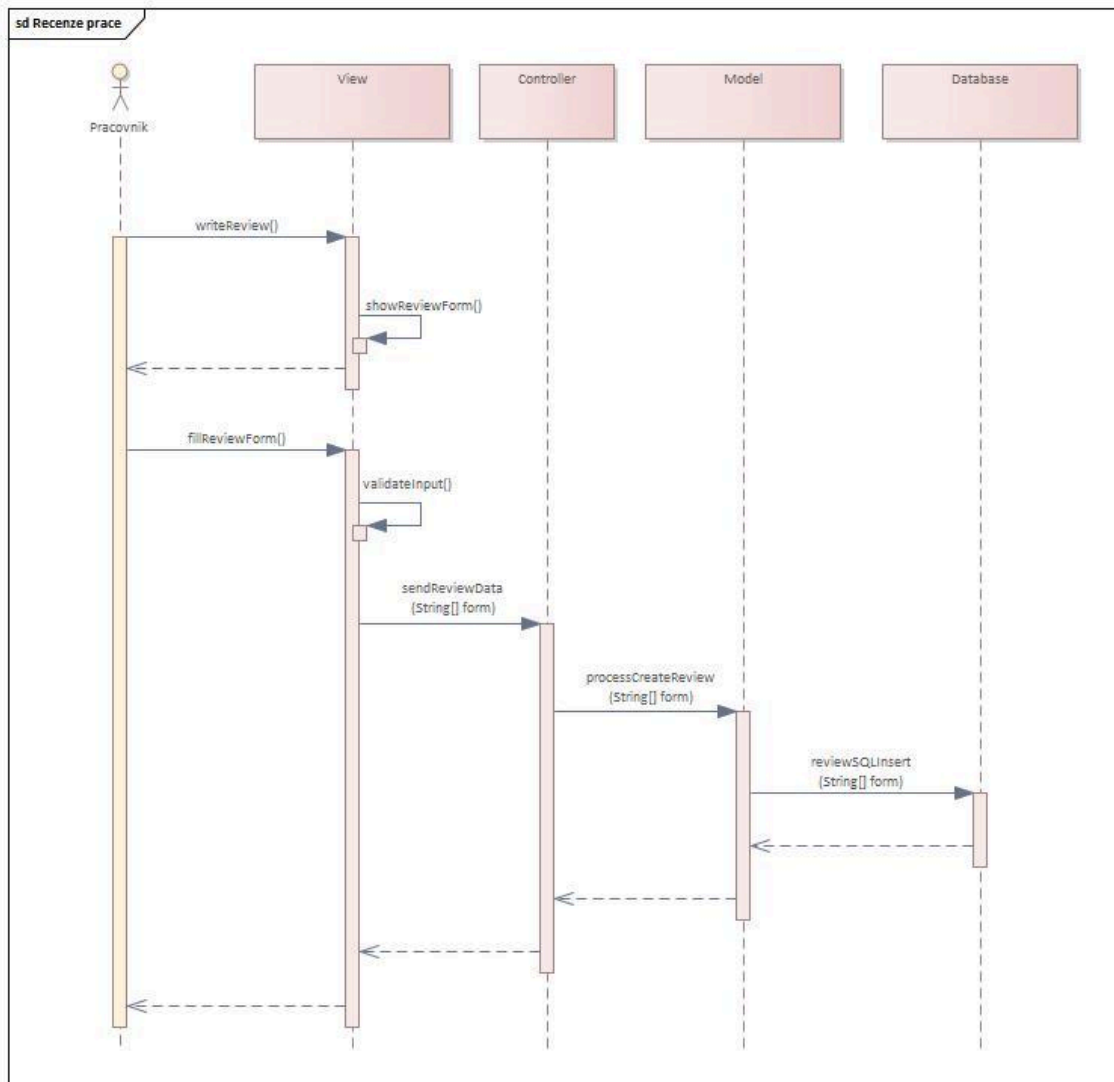 sd Recenze prace
Pracovnik
View
Controller
Model
Database
writeReview()
showReviewForm()
fillReviewForm()
validateInput()
sendReviewData
(String[] form)
processCreateReview
(String[] form)
reviewSQLInsert
(String[] form)